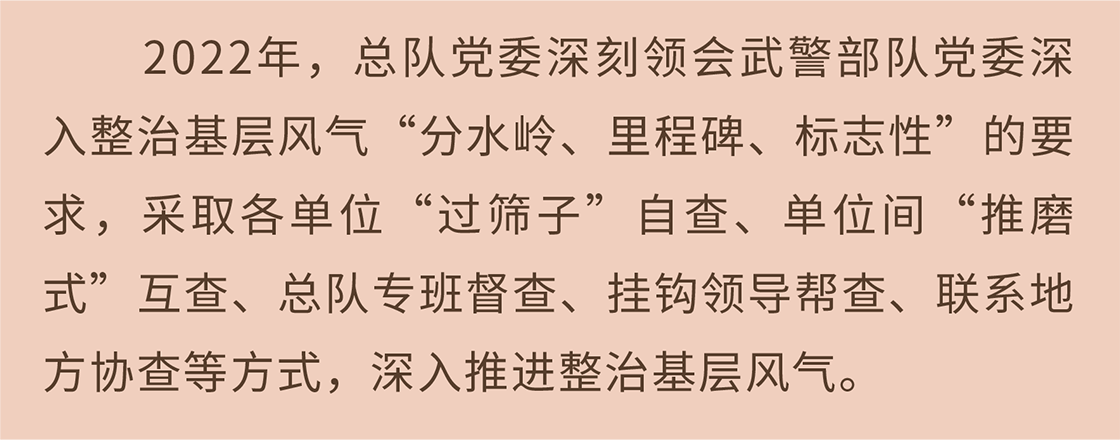 2022年，总队党委深刻领会武警部队党委深
入整治基层风气“分水岭、里程碑、标志性”的要
求，采取各单位“过筛子”自查、单位间“推磨
式”互查、总队专班督查、挂钩领导帮查、联系地
方协查等方式，深入推进整治基层风气。